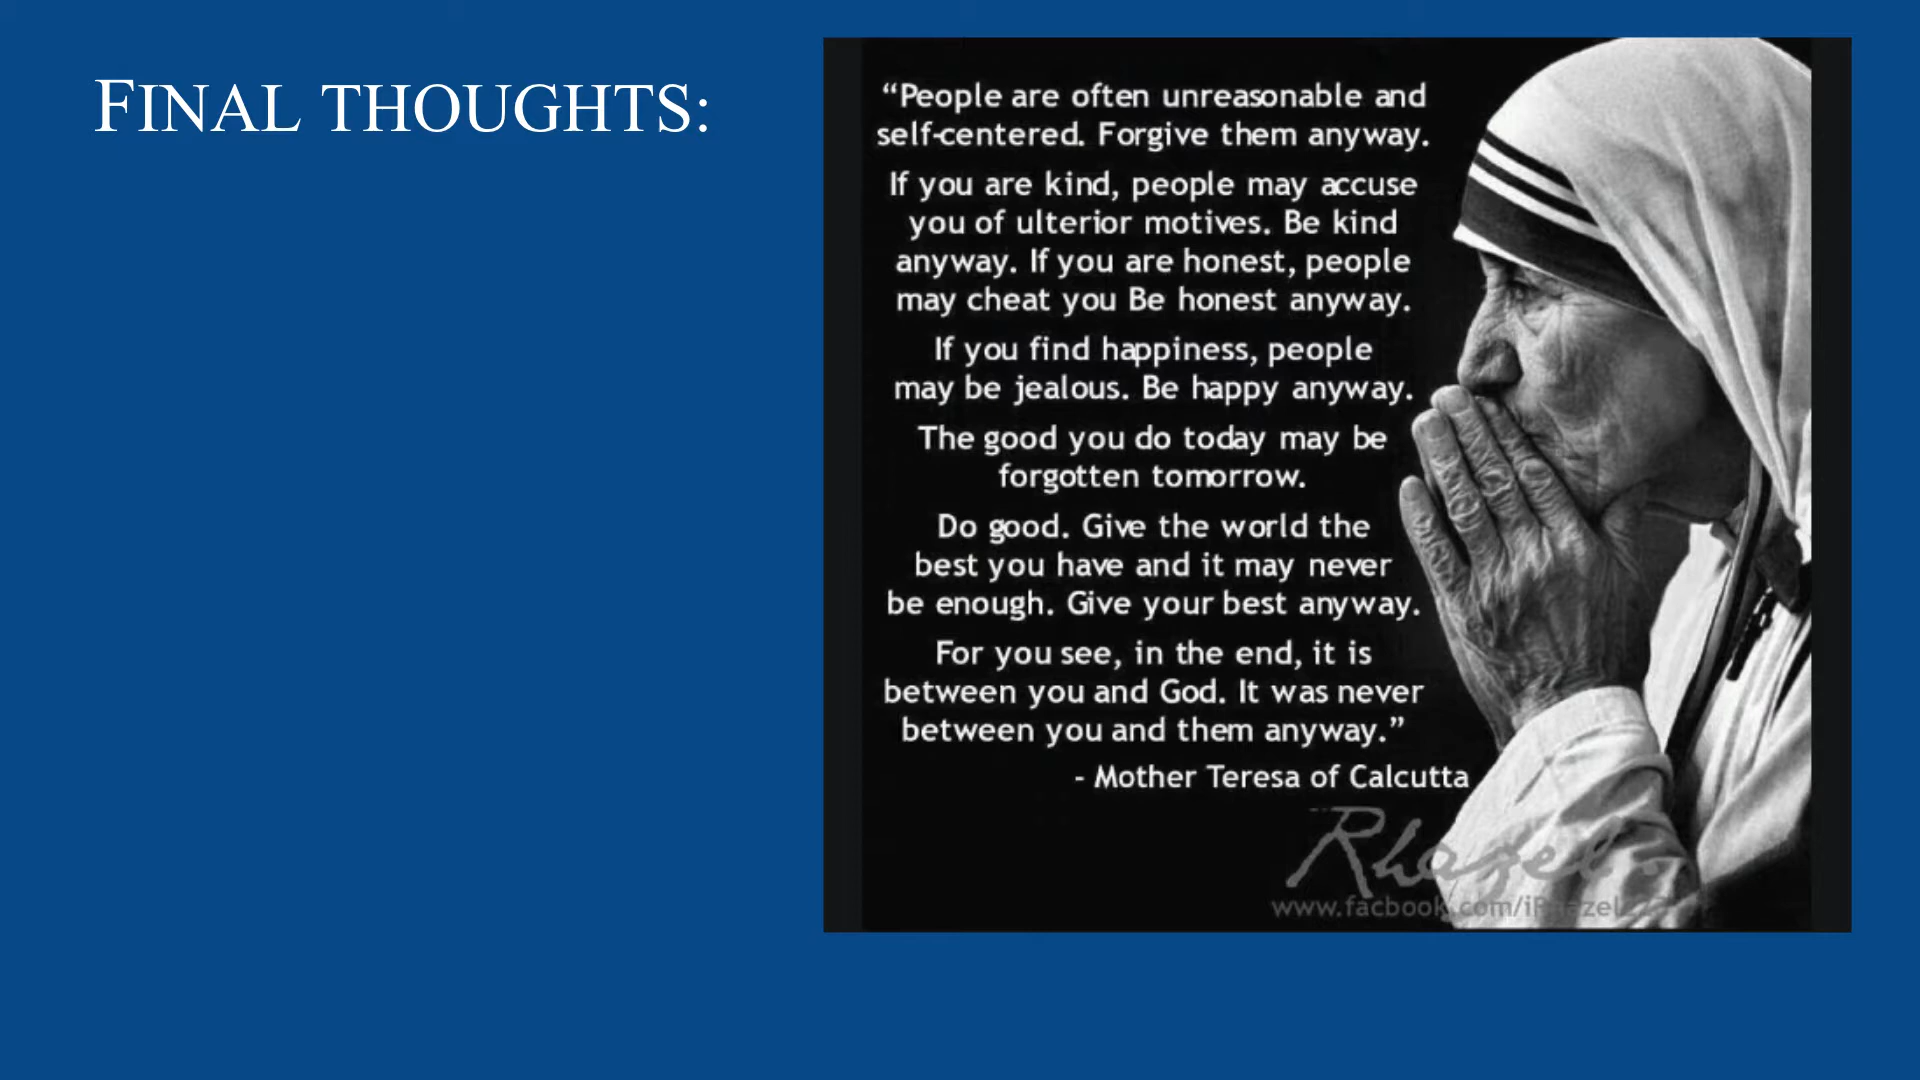 FINAL THOUGHTS:
“People are often unreasonable and
self-centered. Forgive them anyway.
If you are kind, people may accuse
you of ulterior motives. Be kind
anyway. If you are honest, people
may cheat you Be honest anyway.
If you find happiness, people
may be jealous. Be happy anyway.
The good you do today may be
forgotten tomorrow.
Do good. Give the world the
best you have and it may never
be enough. Give your best anyway.
For you see, in the end, it is
between you and God. It was never
between you and them anyway.”
- Mother Teresa of Calcutta
Rhazel